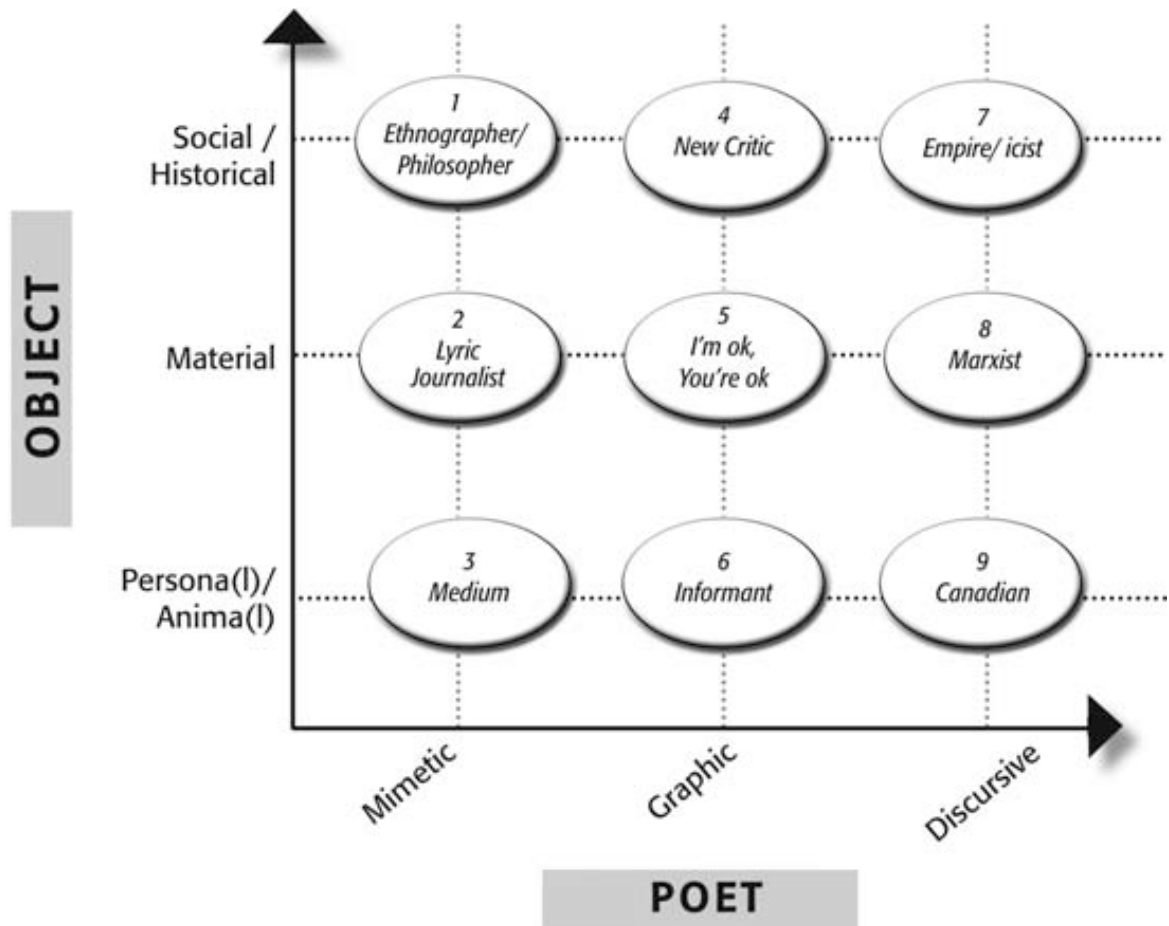 OBJECT
Social /
Historical
Material
Persona(l)/
Anima(l)
1
Ethnographer/
Philosopher
4
New Critic
7
Empire/ icist
2
Lyric
Journalist
5
I'm ok,
You're ok
8
Marxist
3
Medium
6
Informant
9
Canadian
Mimetic
Graphic
Discursive
POET